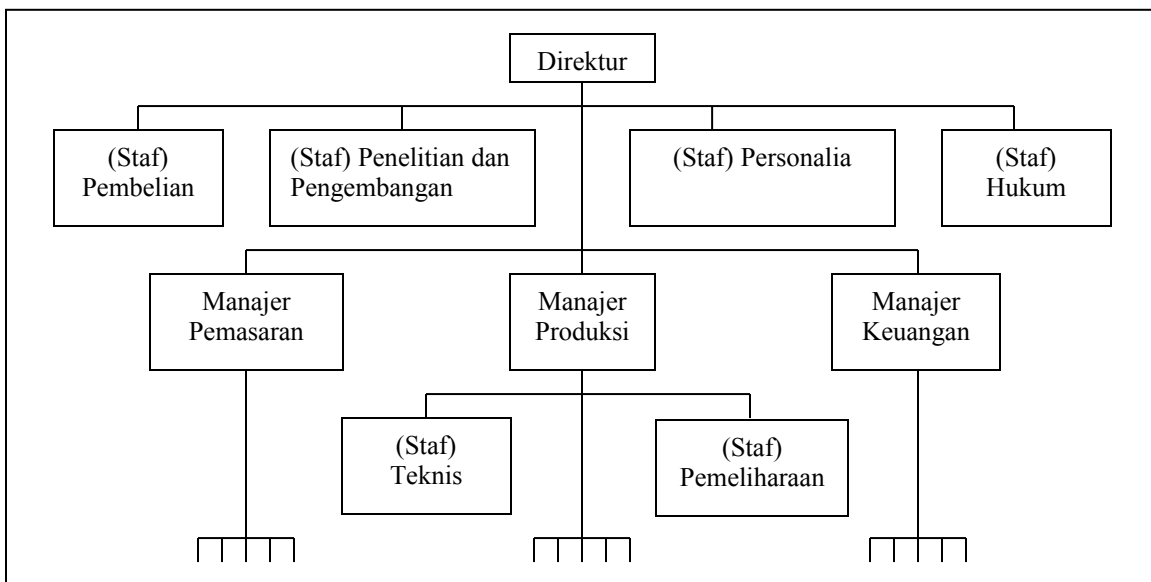 Direktur
(Staf)
Pembelian
(Staf) Penelitian dan
Pengembangan
(Staf) Personalia
(Staf)
Hukum
Manajer
Pemasaran
Manajer
Produksi
Manajer
Keuangan
(Staf)
Teknis
(Staf)
Pemeliharaan